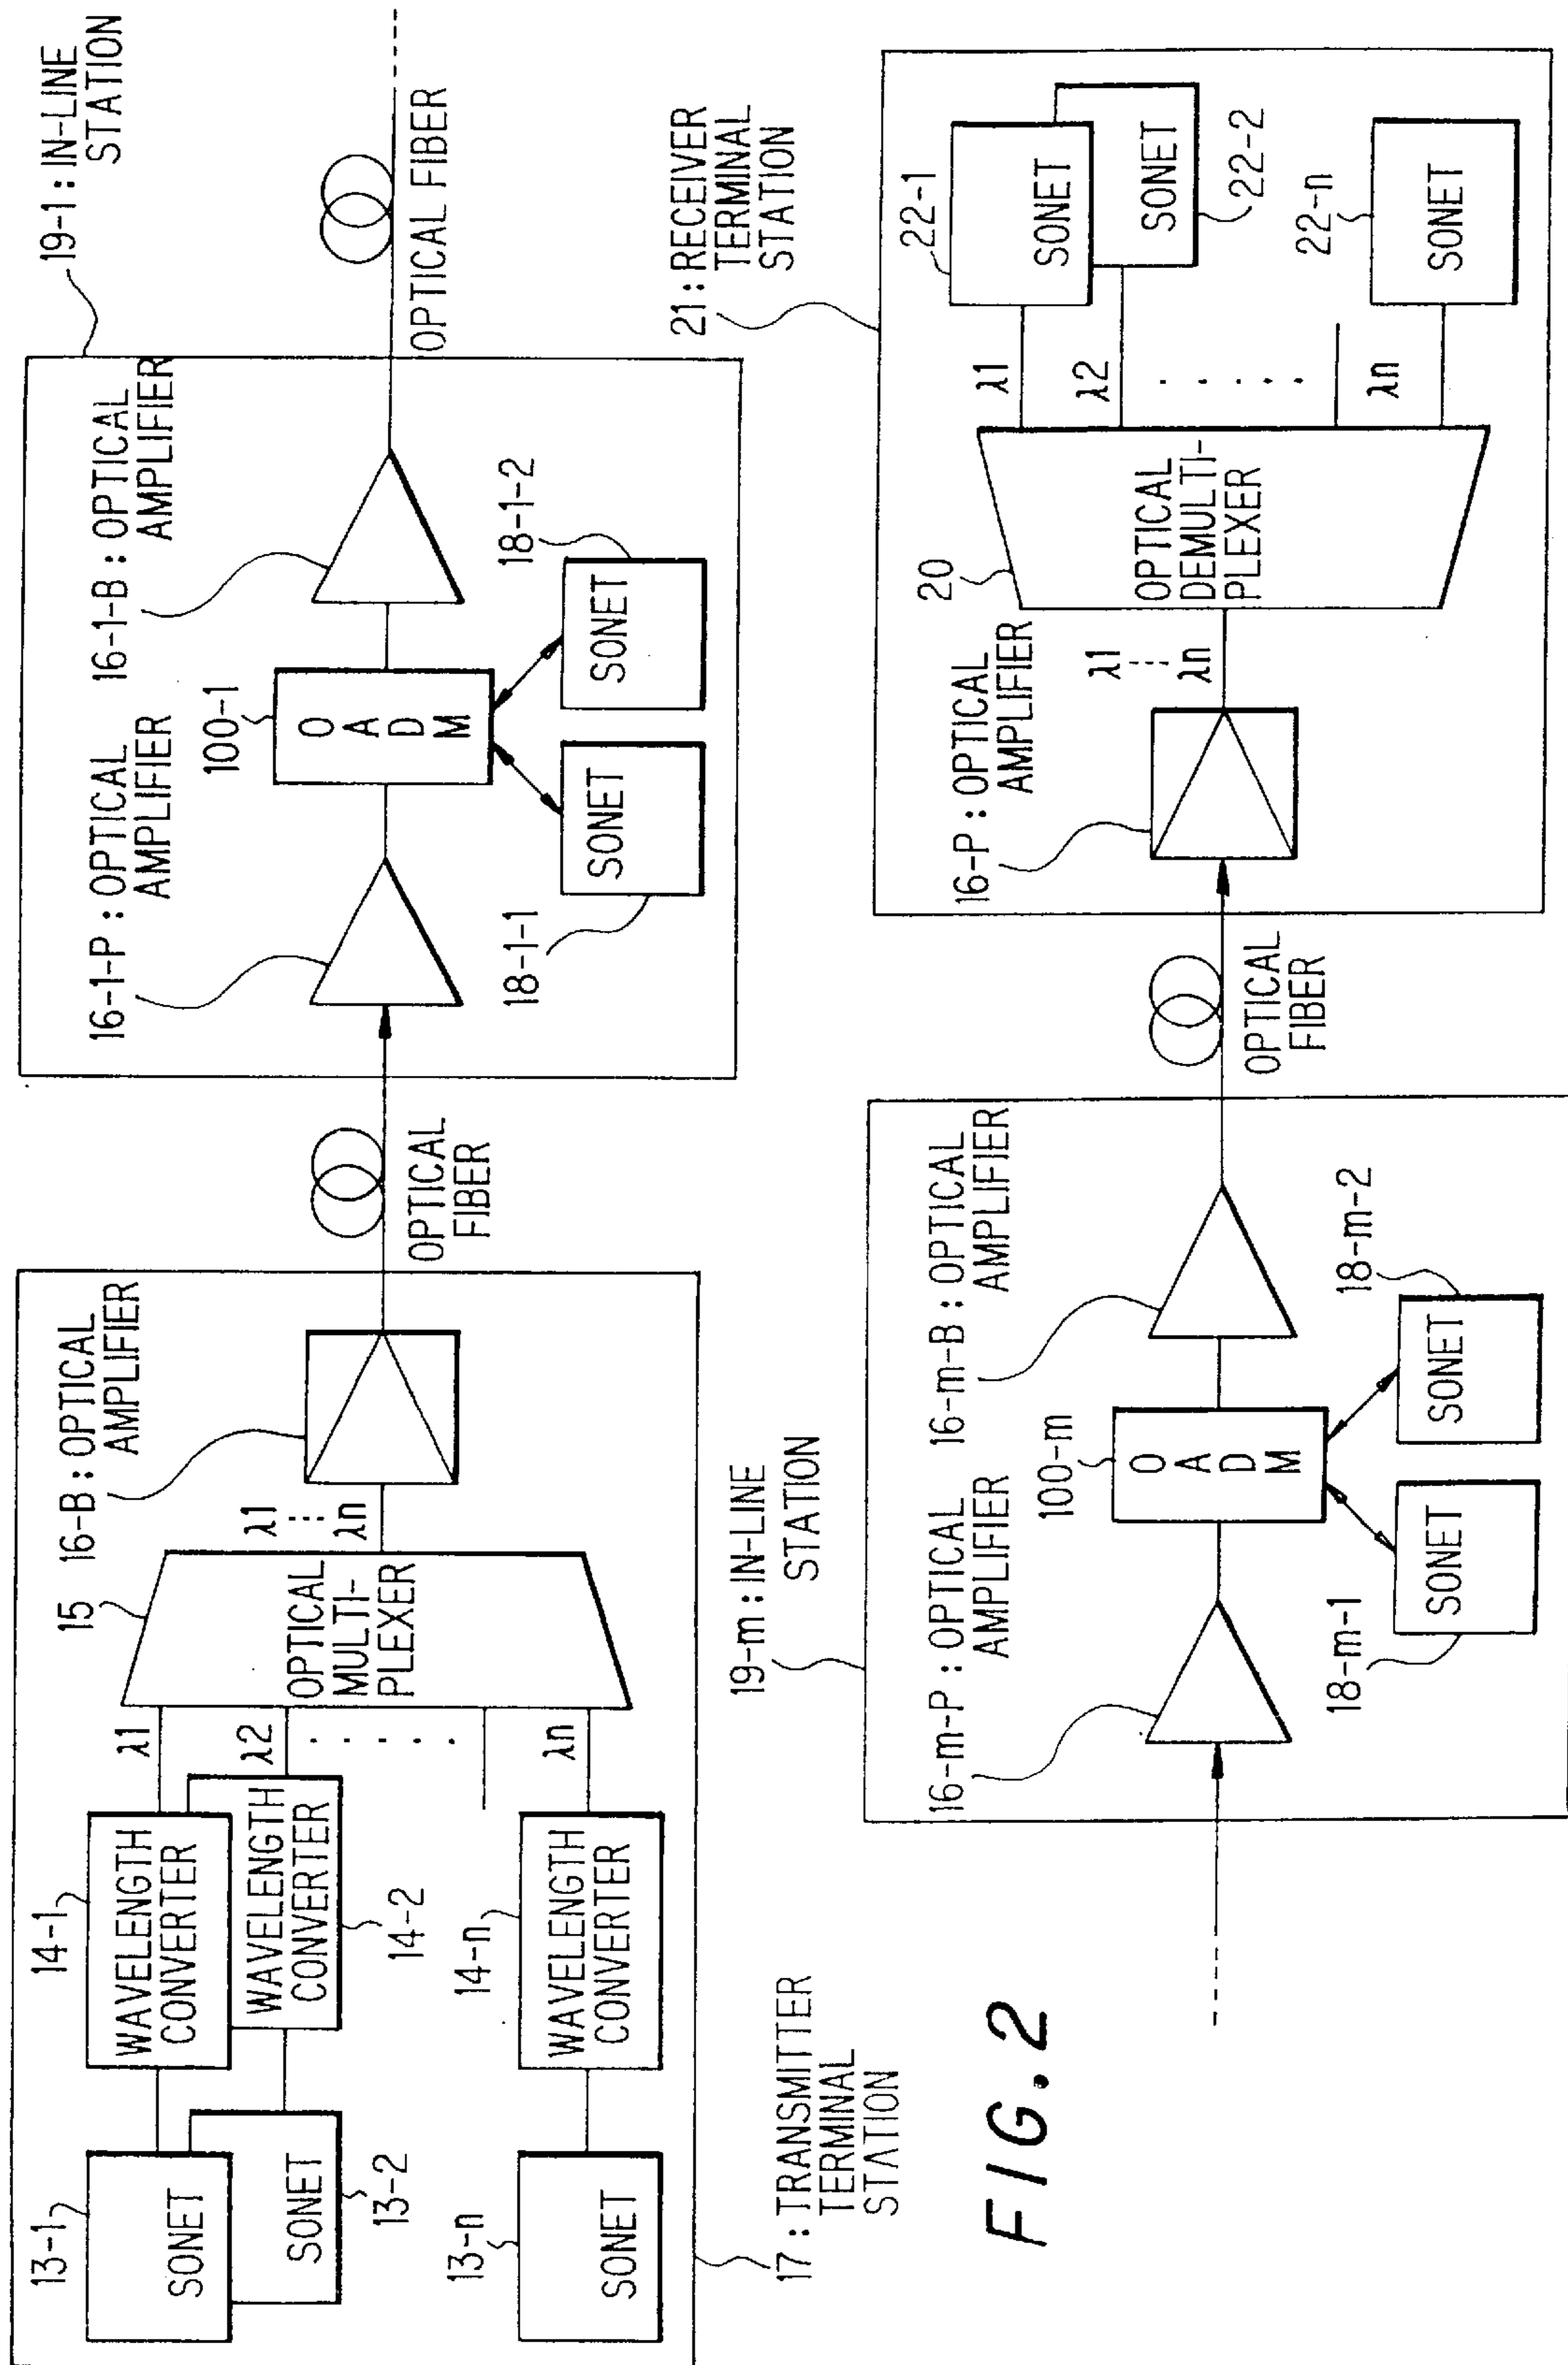 13-1
SONET
SONET
13-2
13-n
SONET
14-1
WAVELENGTH
CONVERTER
WAVELENGTH
CONVERTER
14-2
14-n
WAVELENGTH
CONVERTER
λ1
λ2
. . . . .
λn
15
OPTICAL
MULTI-
PLEXER
λ1
λn
16-B : OPTICAL
AMPLIFIER
17 : TRANSMITTER
TERMINAL
STATION
OPTICAL
FIBER
16-1-P : OPTICAL
AMPLIFIER
100-1
O
A
D
M
16-1-B : OPTICAL
AMPLIFIER
18-1-1
SONET
SONET
18-1-2
19-1 : IN-LINE
STATION
OPTICAL FIBER
19-m : IN-LINE
STATION
16-m-P : OPTICAL
AMPLIFIER
100-m
O
A
D
M
16-m-B : OPTICAL
AMPLIFIER
18-m-1
SONET
SONET
18-m-2
OPTICAL
FIBER
21 : RECEIVER
TERMINAL
STATION
16-P : OPTICAL
AMPLIFIER
λ1
λn
20
OPTICAL
DEMULTI-
PLEXER
λ1
λ2
. . . . .
λn
22-1
SONET
SONET
22-2
22-n
SONET
FIG. 2